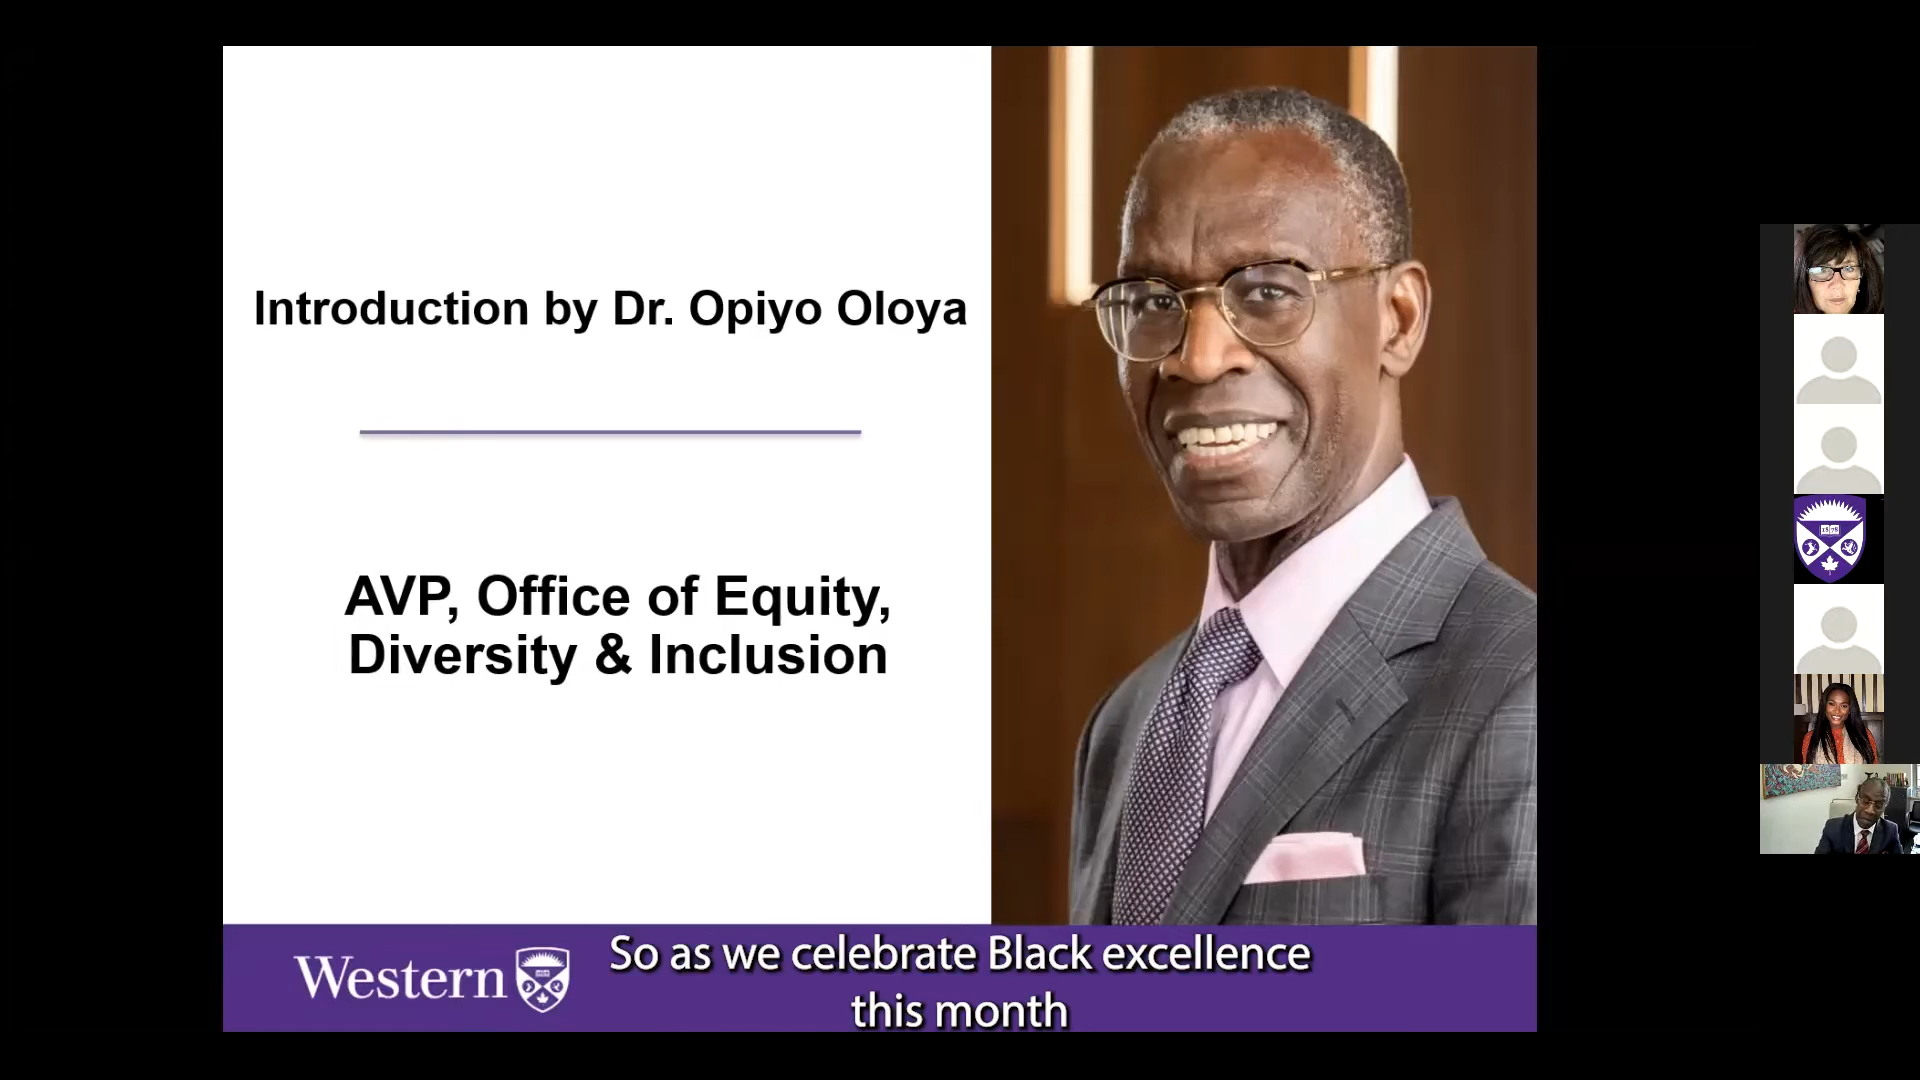 Introduction by Dr. Opiyo Oloya
AVP, Office of Equity,
Diversity & Inclusion
Western
So as we celebrate Black excellence
this month
1878